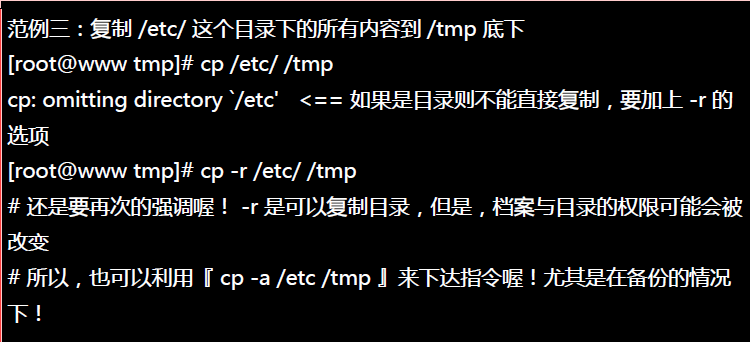 范例三：复制 /etc/ 这个目录下的所有内容到 /tmp 底下
[root@www tmp]# cp /etc/ /tmp
cp: omitting directory `/etc'   <== 如果是目录则不能直接复制，要加上 -r 的
选项
[root@www tmp]# cp -r /etc/ /tmp
# 还是要再次的强调喔！ -r 是可以复制目录，但是，档案与目录的权限可能会被
改变
# 所以，也可以利用『 cp -a /etc /tmp 』来下达指令喔！尤其是在备份的情况
下！